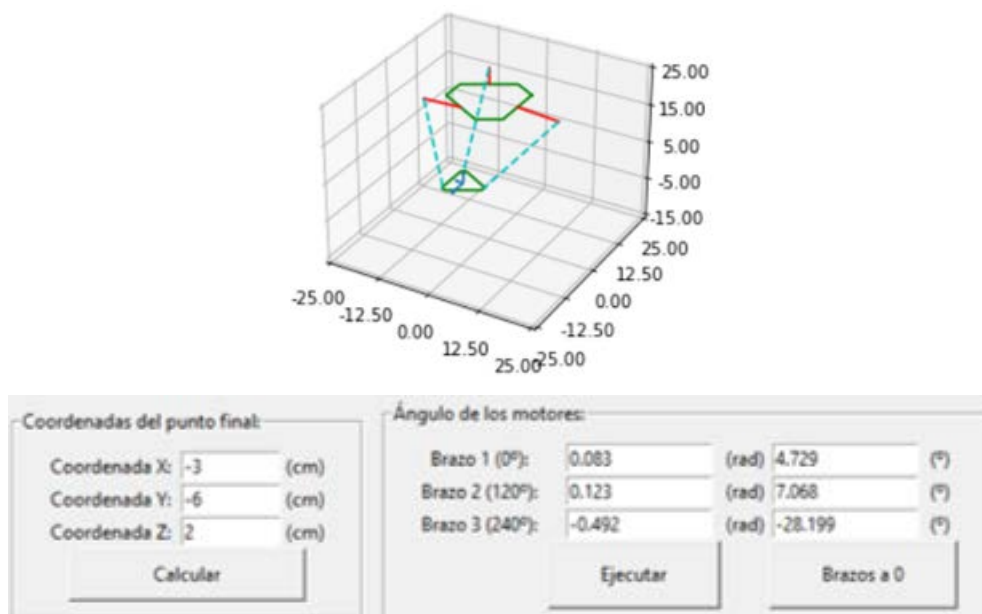 25.00
15.00
5.00
-5.00
-15.00
25.00
12.50
0.00
-12.50
-25.00
-25.00
-12.50
0.00
12.50
25.00
Coordenadas del punto final:
Coordenada X: -3 (cm)
Coordenada Y: -6 (cm)
Coordenada Z: 2 (cm)
Calcular
Ángulo de los motores:
Brazo 1 (0º): 0.083 (rad) 4.729 (º)
Brazo 2 (120º): 0.123 (rad) 7.068 (º)
Brazo 3 (240º): -0.492 (rad) -28.199 (º)
Ejecutar Brazos a 0